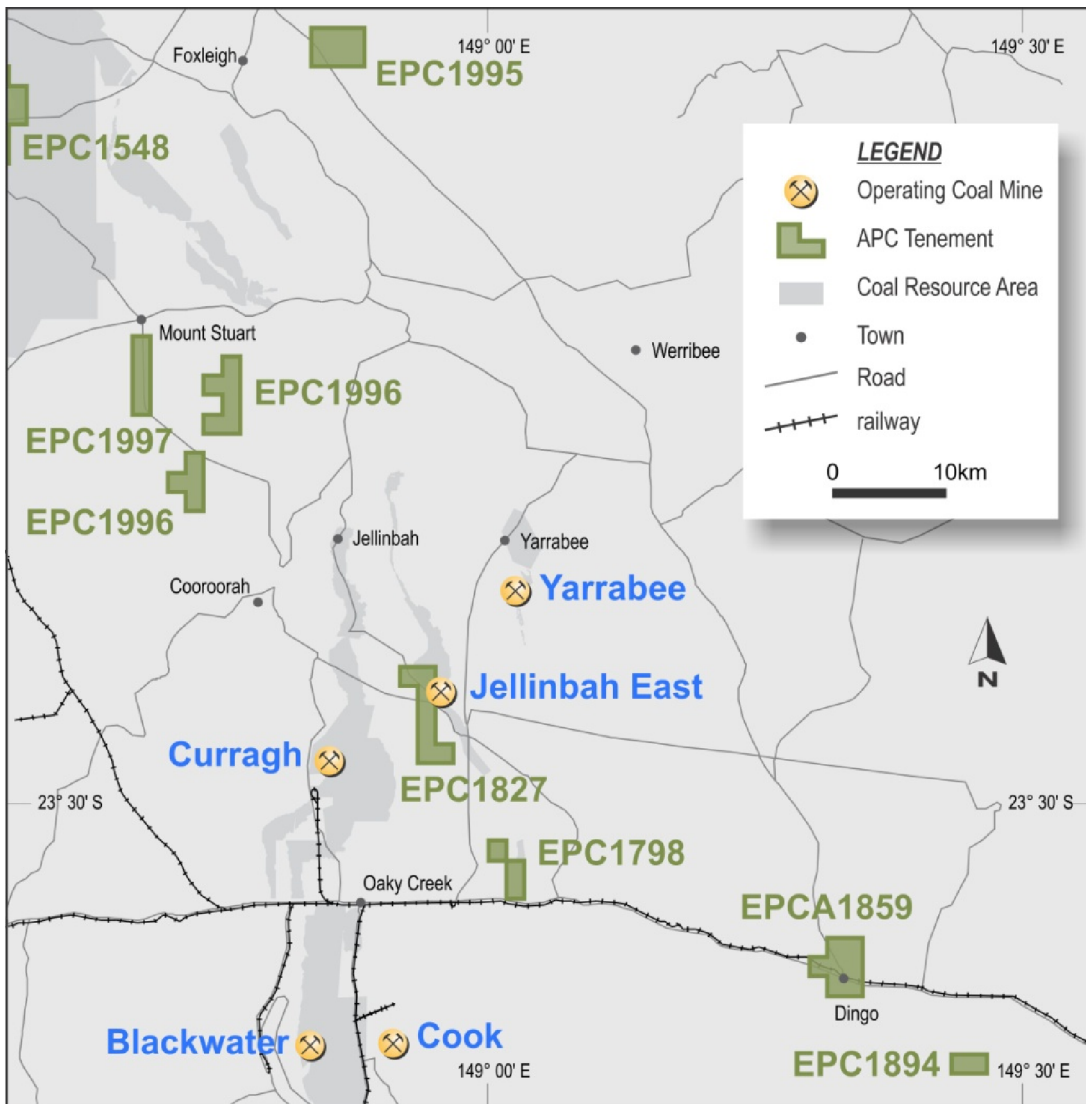 149° 00' E
149° 30' E
Foxleigh
EPC1995
EPC1548
LEGEND
Operating Coal Mine
APC Tenement
Coal Resource Area
Town
Road
railway
0 10km
Mount Stuart
Werribee
EPC1996
EPC1997
EPC1996
Jellinbah
Yarrabee
Cooroorah
Yarrabee
N
Jellinbah East
Curragh
EPC1827
23° 30' S
23° 30' S
EPC1798
Oaky Creek
EPCA1859
Dingo
Blackwater
Cook
EPC1894
149° 00' E
149° 30' E